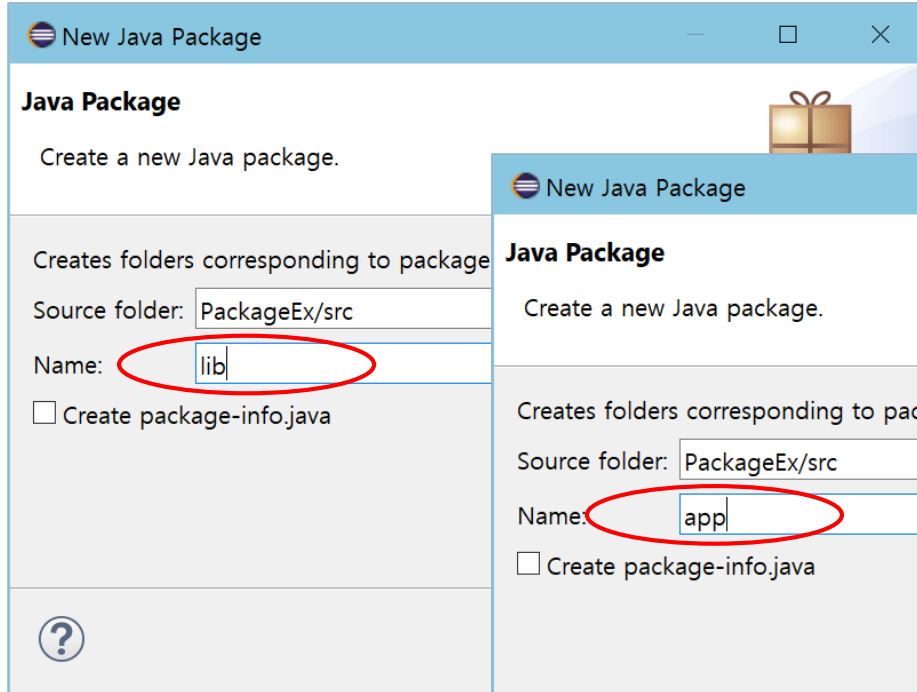 New Java Package
Java Package
Create a new Java package.
Creates folders corresponding to package
Source folder: PackageEx/src
Name: lib
Create package-info.java
?
New Java Package
Java Package
Create a new Java package.
Creates folders corresponding to pac
Source folder: PackageEx/src
Name: app
Create package-info.java